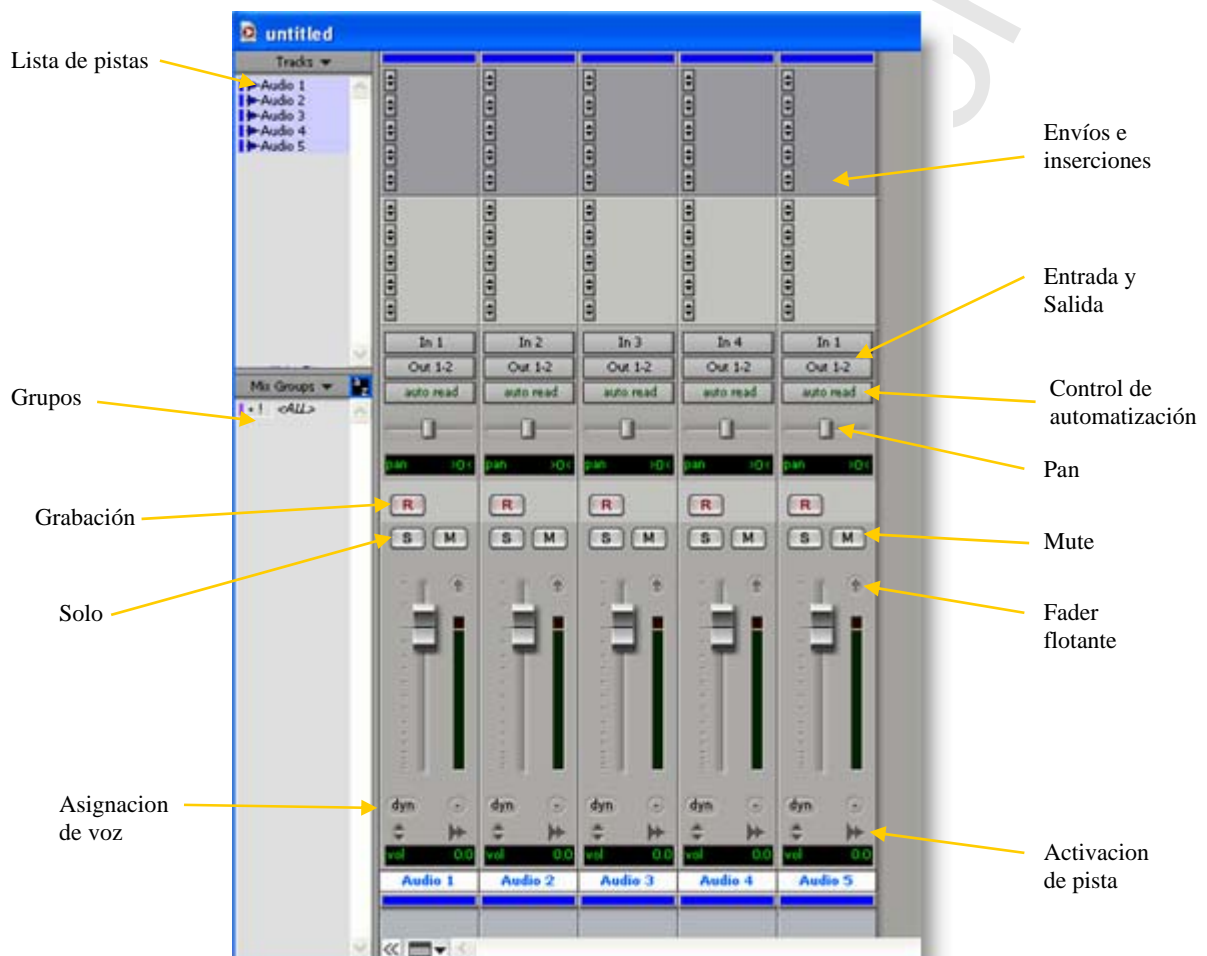 untitled
Lista de pistas
Tracks
Audio 1
Audio 2
Audio 3
Audio 4
Audio 5
Envíos e
inserciones
Entrada y
Salida
In 1 In 2 In 3 In 4 In 1
Out 1-2 Out 1-2 Out 1-2 Out 1-2 Out 1-2
Mix Groups
auto read auto read auto read auto read auto read
Control de
automatización
Grupos
<ALL>
Pan
pan >0< pan >0< pan >0< pan >0< pan >0<
Grabación
R R R R R
S M S M S M S M S M
Mute
Solo
Fader
flotante
Asignacion
de voz
dyn - dyn - dyn - dyn - dyn -
vol 0.0 vol 0.0 vol 0.0 vol 0.0 vol 0.0
Activacion
de pista
Audio 1 Audio 2 Audio 3 Audio 4 Audio 5